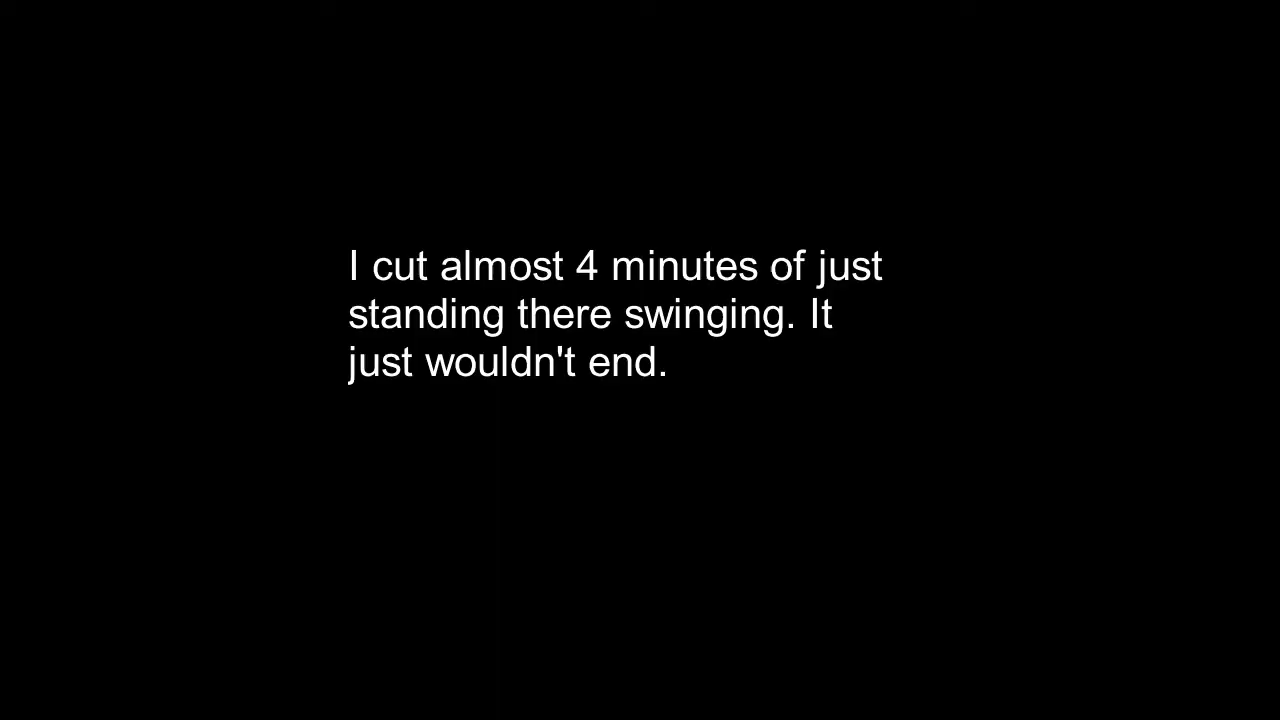 I cut almost 4 minutes of just
standing there swinging. It
just wouldn't end.